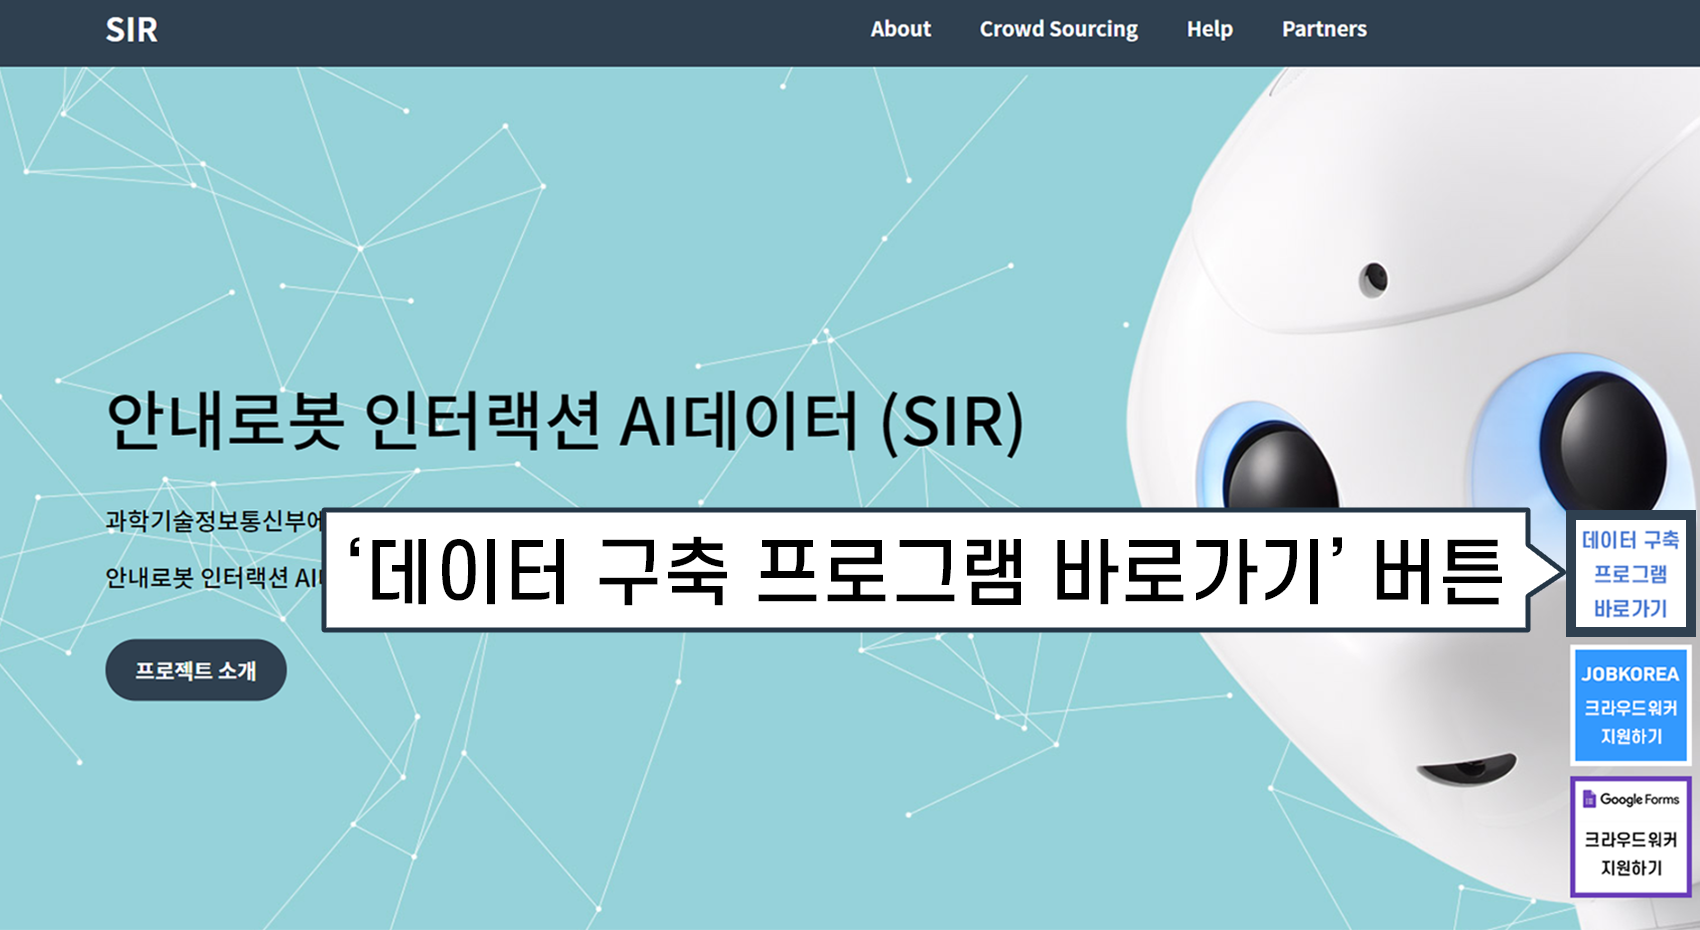 SIR
About Crowd Sourcing Help Partners
안내로봇 인터랙션 AI데이터 (SIR)
과학기술정보통신부에
안내로봇 인터랙션 AI
‘데이터 구축 프로그램 바로가기’ 버튼
프로젝트 소개
데이터 구축
프로그램
바로가기
JOBKOREA
크라우드워커
지원하기
Google Forms
크라우드워커
지원하기